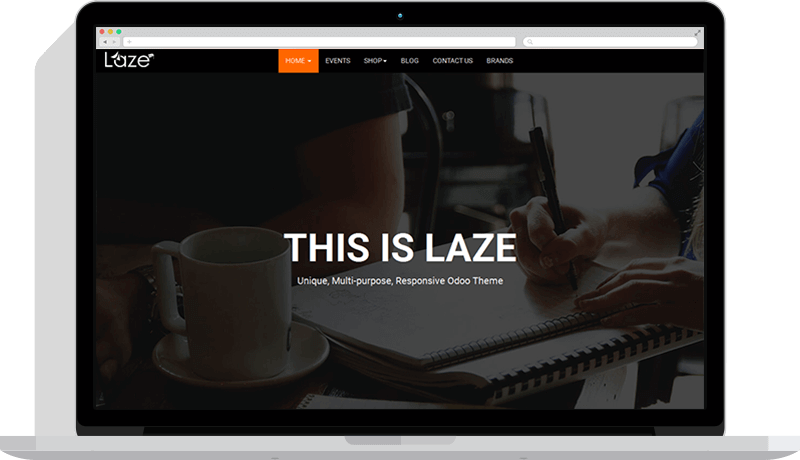 Laze
HOME EVENTS SHOP BLOG CONTACT US BRANDS
THIS IS LAZE
Unique, Multi-purpose, Responsive Odoo Theme